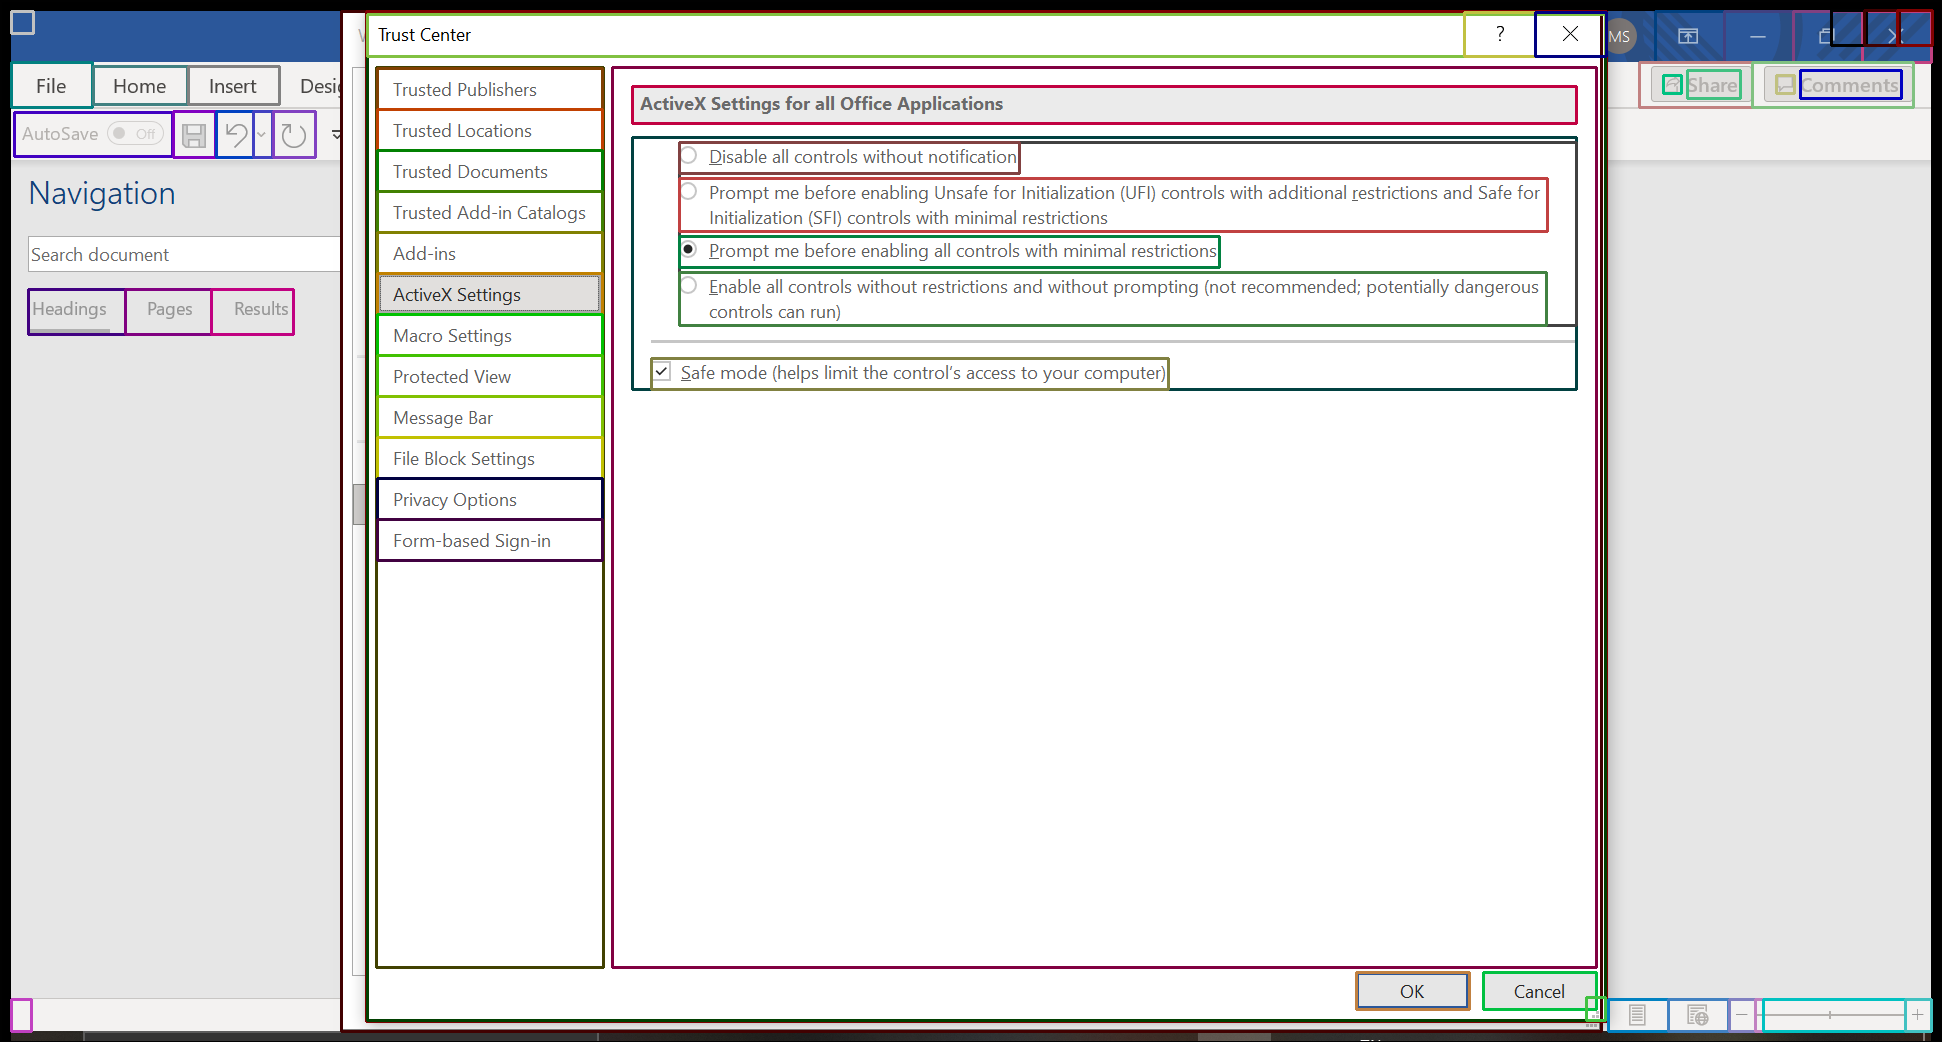 Trust Center
?
MS
File
Home
Insert
Desig
Share
Comments
AutoSave
Off
Navigation
Search document
Headings
Pages
Results
Trusted Publishers
Trusted Locations
Trusted Documents
Trusted Add-in Catalogs
Add-ins
ActiveX Settings
Macro Settings
Protected View
Message Bar
File Block Settings
Privacy Options
Form-based Sign-in
ActiveX Settings for all Office Applications
Disable all controls without notification
Prompt me before enabling Unsafe for Initialization (UFI) controls with additional restrictions and Safe for
Initialization (SFI) controls with minimal restrictions
Prompt me before enabling all controls with minimal restrictions
Enable all controls without restrictions and without prompting (not recommended; potentially dangerous
controls can run)
Safe mode (helps limit the control's access to your computer)
OK
Cancel